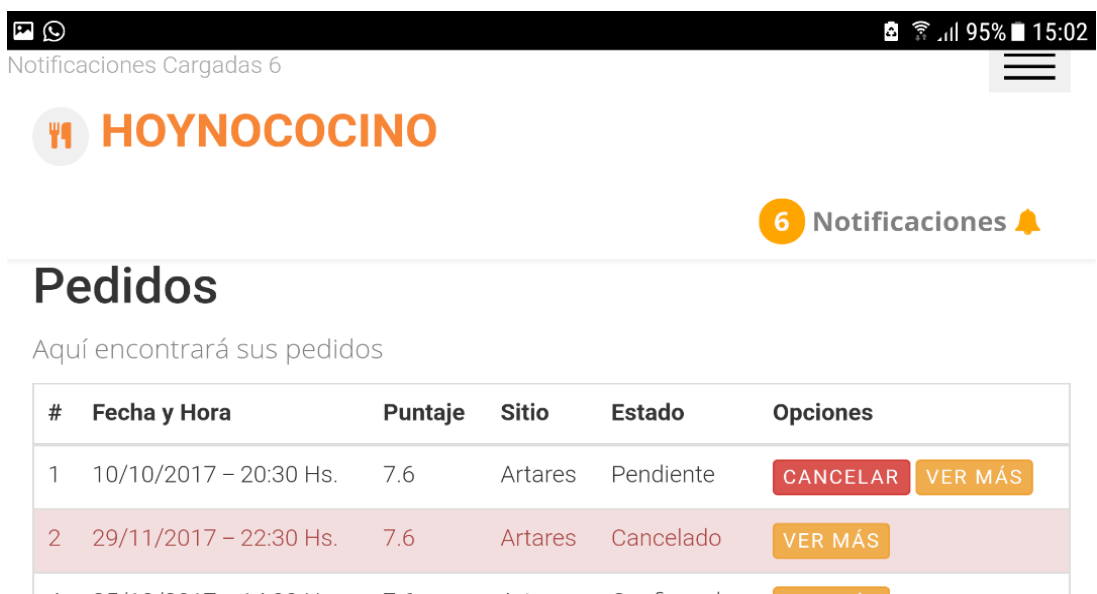 95% 15:02
Notificaciones Cargadas 6
HOYNOCOCINO
6 Notificaciones
Pedidos
Aquí encontrará sus pedidos
# Fecha y Hora Puntaje Sitio Estado Opciones
1 10/10/2017 – 20:30 Hs. 7.6 Artares Pendiente CANCELAR VER MÁS
2 29/11/2017 – 22:30 Hs. 7.6 Artares Cancelado VER MÁS